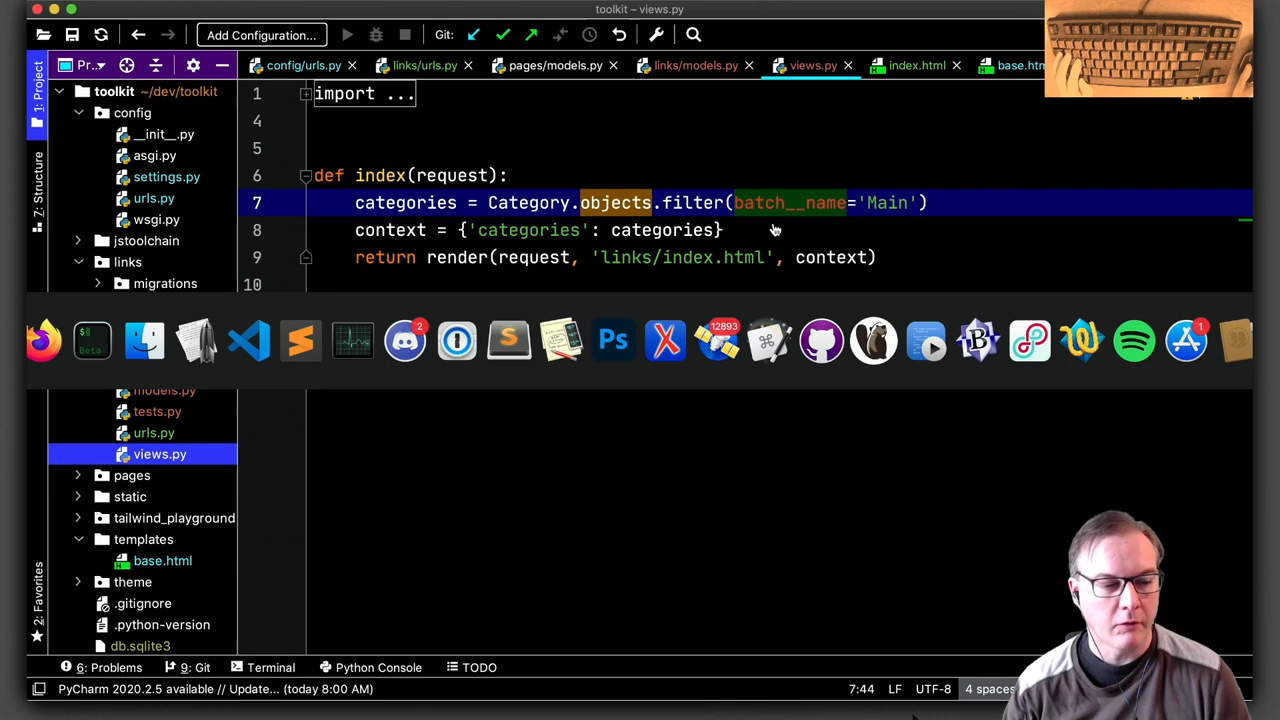 toolkit – views.py
Add Configuration...
Git:
1: Project
Pr...
config/urls.py
links/urls.py
pages/models.py
links/models.py
views.py
index.html
base.htm
toolkit ~/dev/toolkit
config
__init__.py
asgi.py
settings.py
urls.py
wsgi.py
jstoolchain
links
migrations
models.py
tests.py
urls.py
views.py
pages
static
tailwind_playground
templates
base.html
theme
.gitignore
.python-version
db.sqlite3
Z: Structure
2: Favorites
1 import ...
4
5
6 def index(request):
7 categories = Category.objects.filter(batch__name='Main')
8 context = {'categories': categories}
9 return render(request, 'links/index.html', context)
10
$
Beta
2
S
Ps
X
12893
B
1
6: Problems
9: Git
Terminal
Python Console
TODO
PyCharm 2020.2.5 available // Update... (today 8:00 AM)
7:44 LF UTF-8 4 spaces